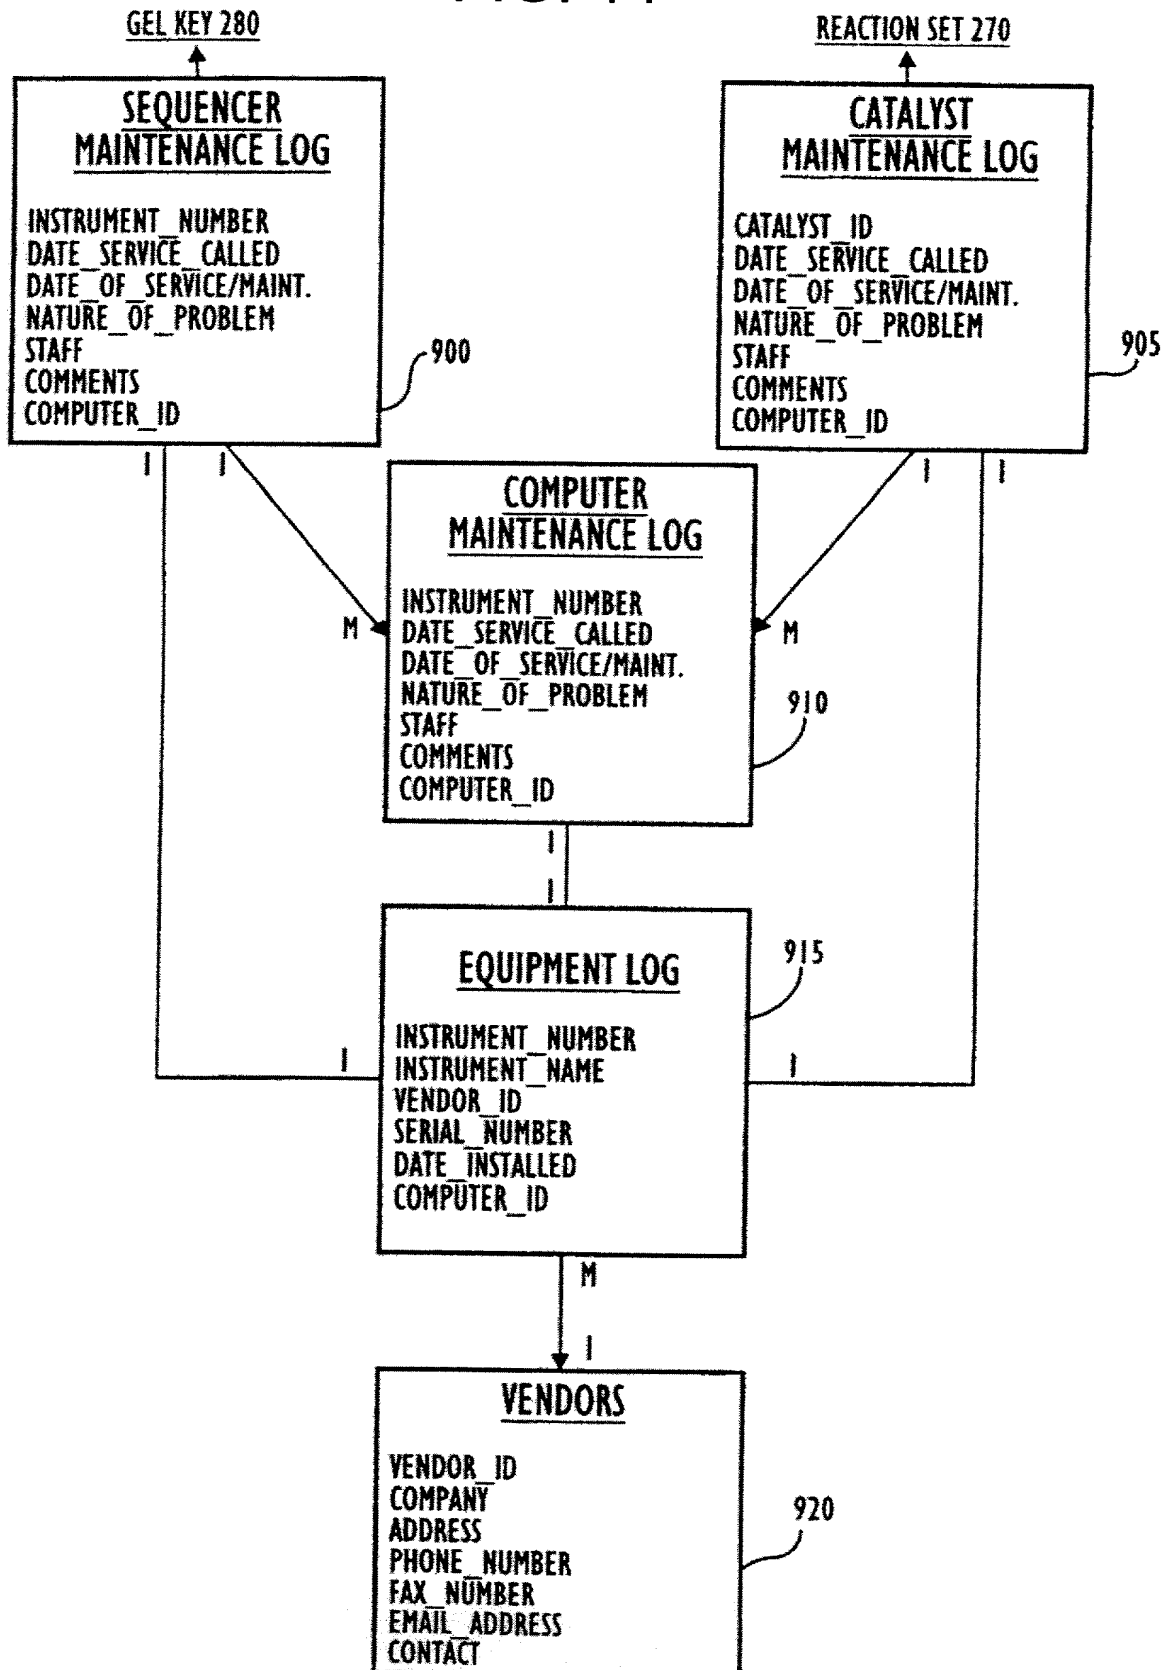 GEL KEY 280
REACTION SET 270
SEQUENCER
MAINTENANCE LOG
INSTRUMENT_NUMBER
DATE_SERVICE_CALLED
DATE_OF_SERVICE/MAINT.
NATURE_OF_PROBLEM
STAFF
COMMENTS
COMPUTER_ID
900
CATALYST
MAINTENANCE LOG
CATALYST_ID
DATE_SERVICE_CALLED
DATE_OF_SERVICE/MAINT.
NATURE_OF_PROBLEM
STAFF
COMMENTS
COMPUTER_ID
905
1 1
1 1
COMPUTER
MAINTENANCE LOG
INSTRUMENT_NUMBER
DATE_SERVICE_CALLED
DATE_OF_SERVICE/MAINT.
NATURE_OF_PROBLEM
STAFF
COMMENTS
COMPUTER_ID
M
M
910
1
1
EQUIPMENT LOG
INSTRUMENT_NUMBER
INSTRUMENT_NAME
VENDOR_ID
SERIAL_NUMBER
DATE_INSTALLED
COMPUTER_ID
915
1
1
M
1
VENDORS
VENDOR_ID
COMPANY
ADDRESS
PHONE_NUMBER
FAX_NUMBER
EMAIL_ADDRESS
CONTACT
920